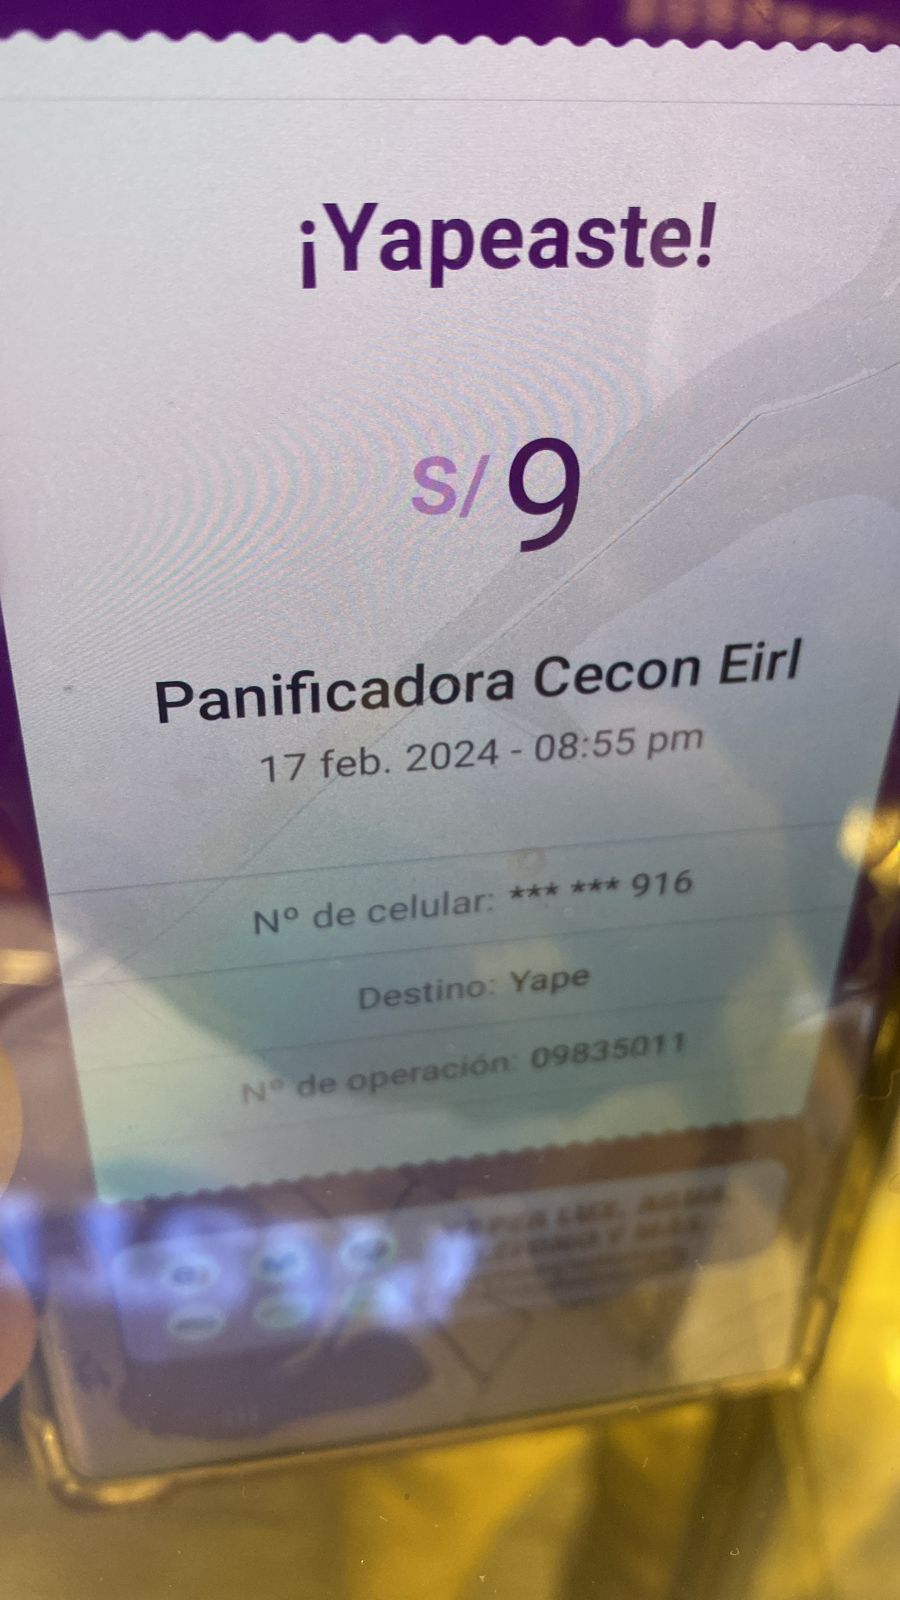 ¡Yapeaste!
S/ 9
Panificadora Cecon Eirl
17 feb. 2024 - 08:55 pm
Nº de celular: *** *** 916
Destino: Yape
Nº de operación: 09835011